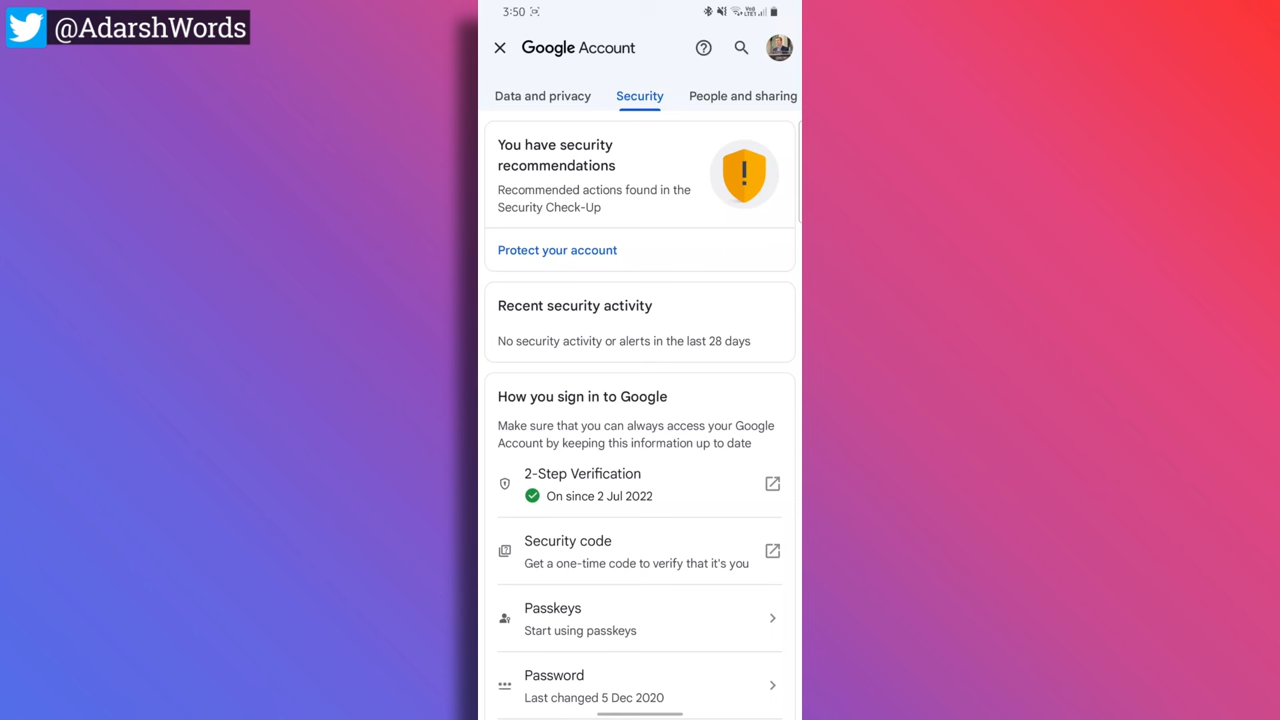 @AdarshWords
3:50
Google Account
Data and privacy Security People and sharing
You have security
recommendations
Recommended actions found in the
Security Check-Up
Protect your account
Recent security activity
No security activity or alerts in the last 28 days
How you sign in to Google
Make sure that you can always access your Google
Account by keeping this information up to date
2-Step Verification
On since 2 Jul 2022
Security code
Get a one-time code to verify that it's you
Passkeys
Start using passkeys
Password
Last changed 5 Dec 2020